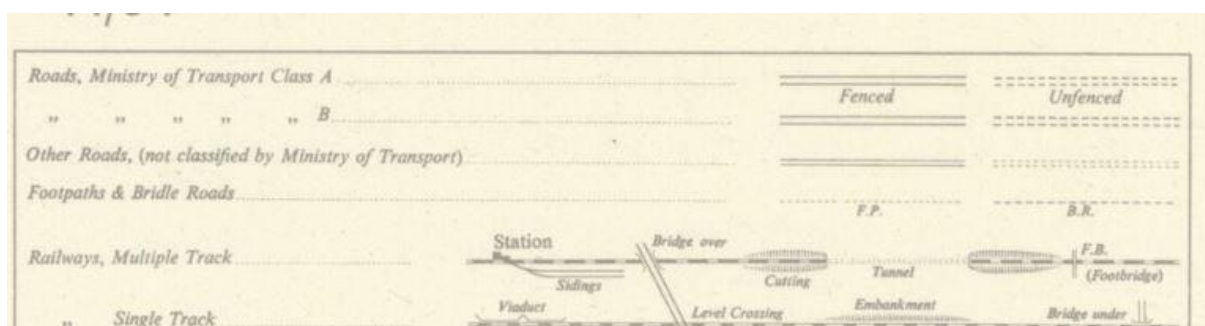 Roads, Ministry of Transport Class A
Fenced Unfenced
„ „ „ „ „ B
Other Roads, (not classified by Ministry of Transport)
Footpaths & Bridle Roads
F.P. B.R.
Station Bridge over F.B.
Railways, Multiple Track
Sidings Cutting Tunnel (Footbridge)
Viaduct Level Crossing Embankment Bridge under
„ Single Track